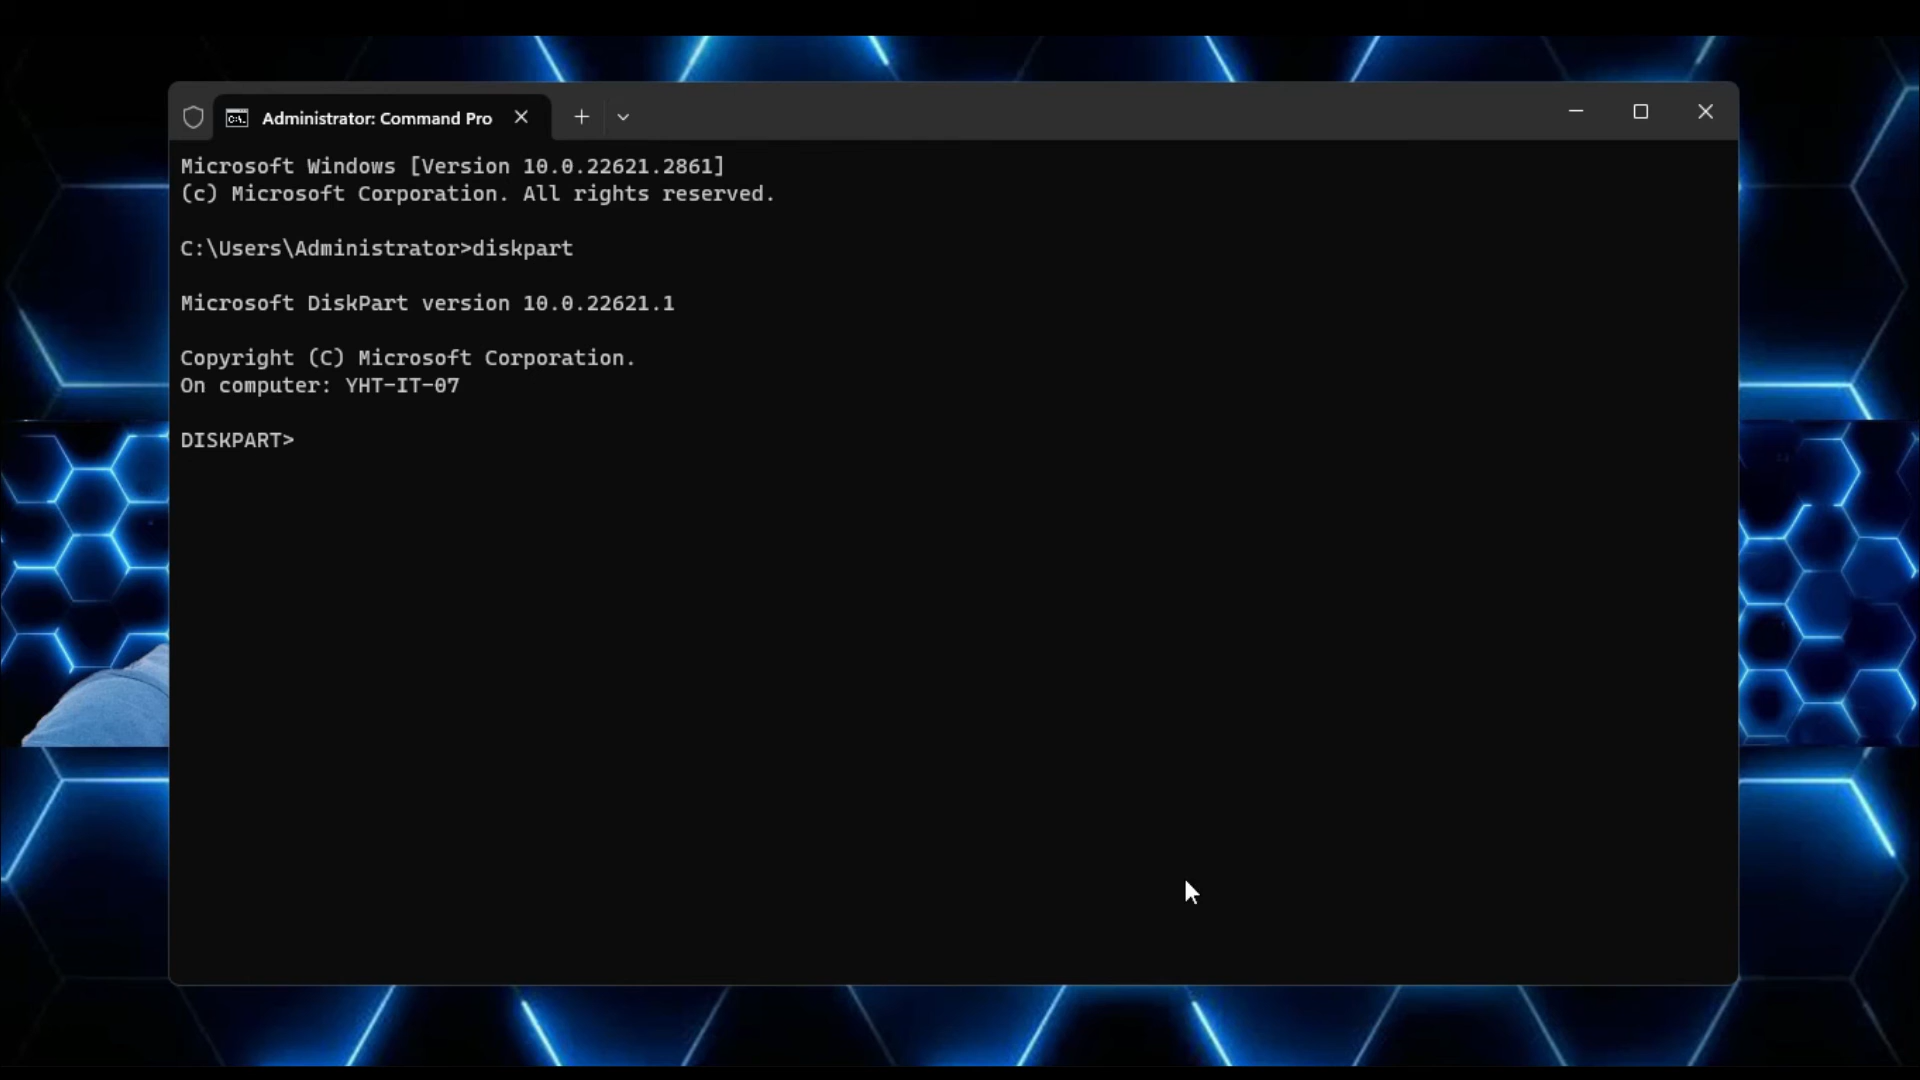 Administrator: Command Pro
Microsoft Windows [Version 10.0.22621.2861]
(c) Microsoft Corporation. All rights reserved.
C:\Users\Administrator>diskpart
Microsoft DiskPart version 10.0.22621.1
Copyright (C) Microsoft Corporation.
On computer: YHT-IT-07
DISKPART>